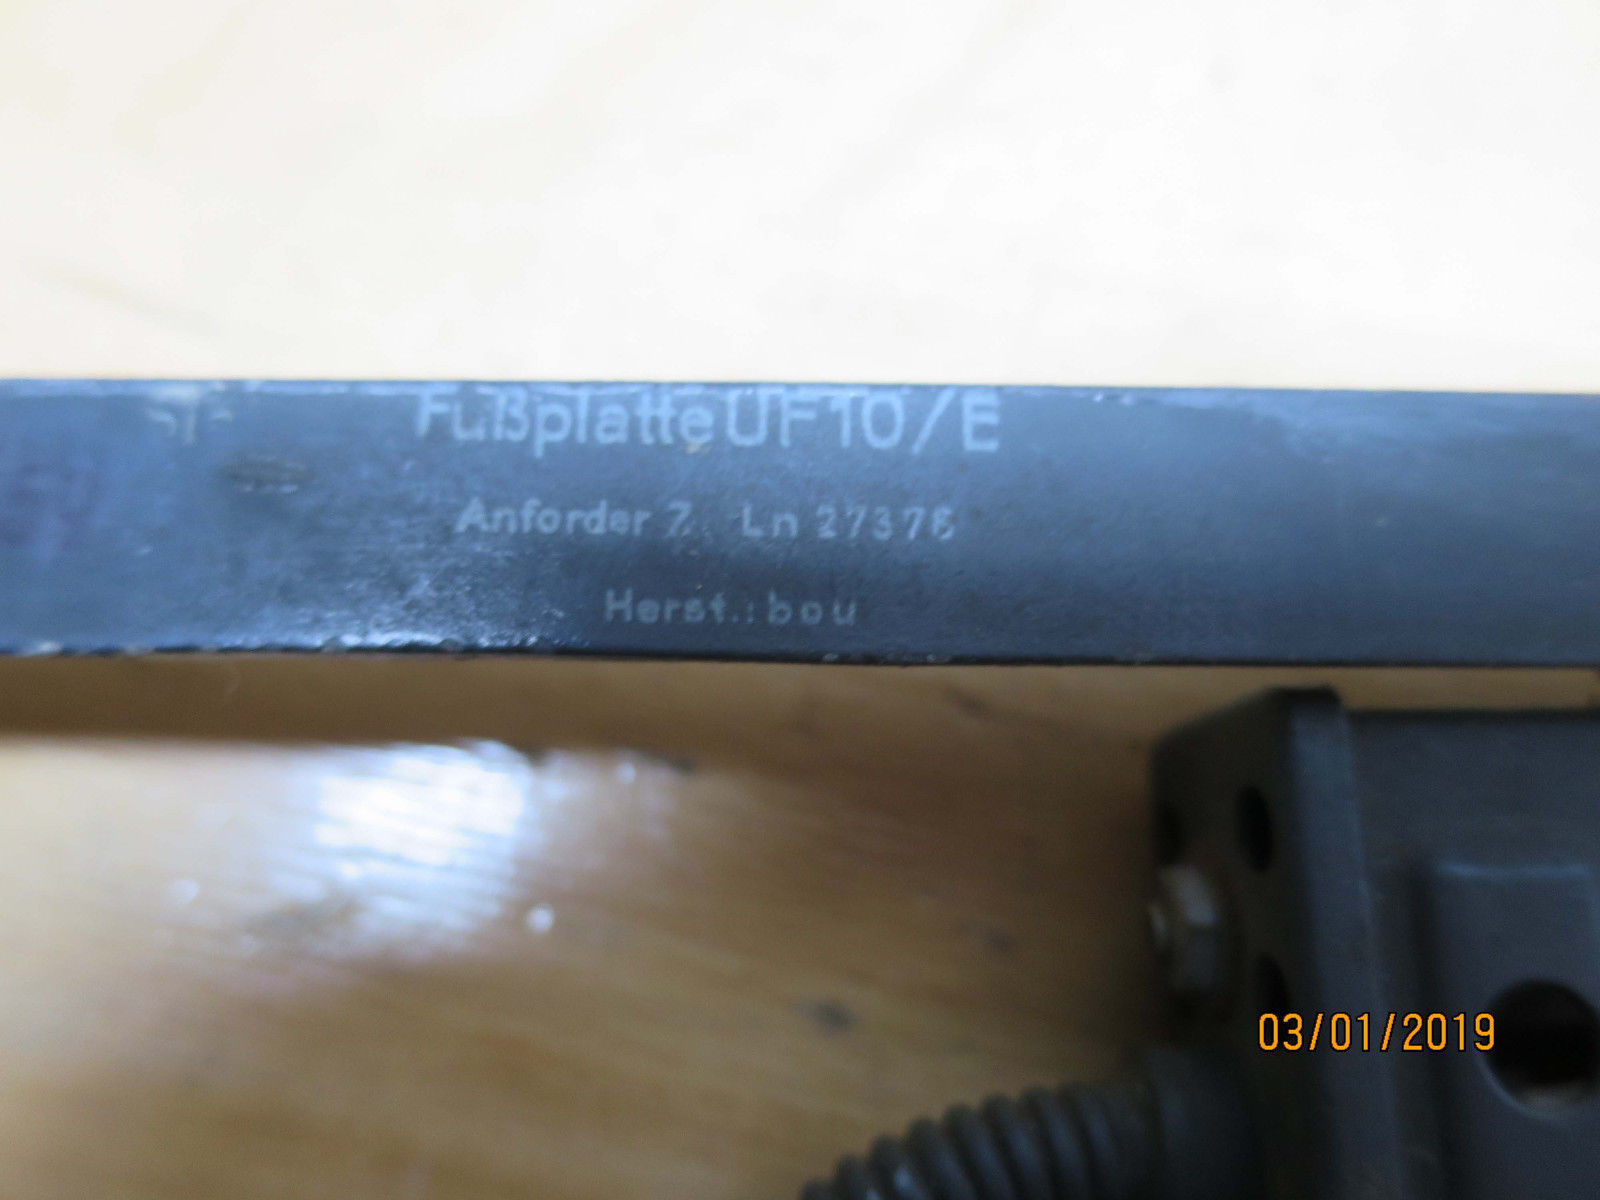 Fußplatte UF10/E
Anforder Z. Ln 27376
Herst.: bou
03/01/2019